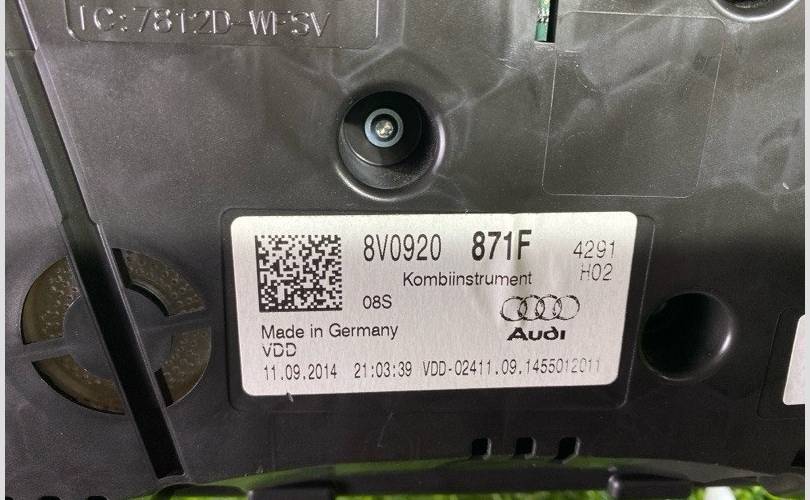 IC:7812D-WFSV
8V0920 871F 4291
Kombiinstrument H02
08S
Made in Germany Audi
VDD
11.09.2014 21:03:39 VDD-02411.09.1455012011